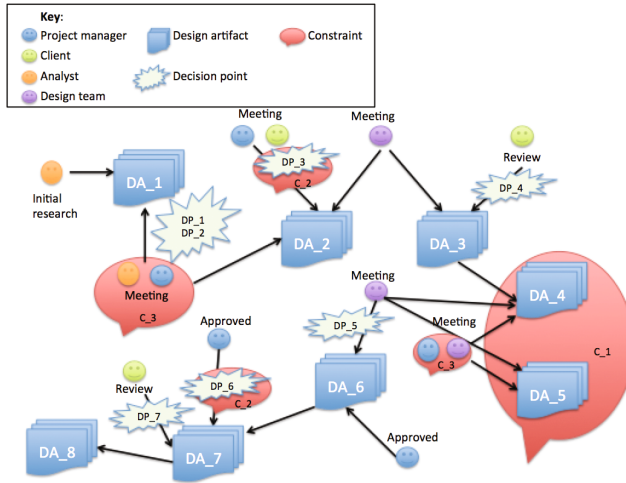 Key:
Project manager
Design artifact
Constraint
Client
Analyst
Decision point
Design team
Meeting
Meeting
DP_3
C_2
Review
DP_4
Initial
research
DA_1
DP_1
DP_2
DA_2
DA_3
Meeting
C_3
Meeting
DA_4
Approved
DP_5
Meeting
C_3
C_1
Review
DP_6
C_2
DA_6
DA_5
DP_7
Approved
DA_8
DA_7